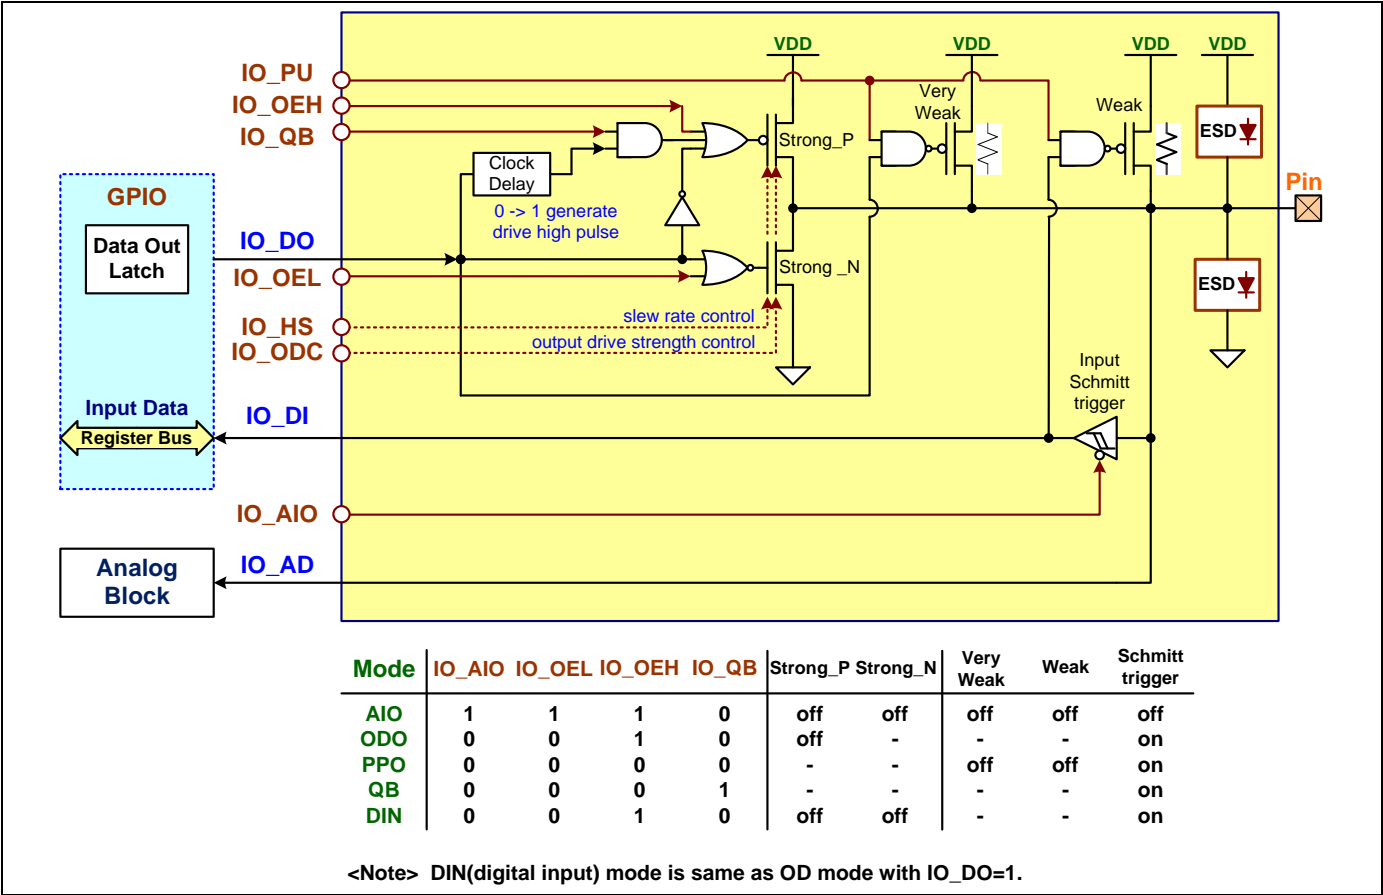 VDD VDD VDD VDD
IO_PU
IO_OEH
IO_QB
Very
Weak
Weak
ESD
Strong_P
Clock
Delay
GPIO
Pin
0 -> 1 generate
drive high pulse
Data Out
Latch
IO_DO
IO_OEL
Strong _N
ESD
IO_HS
slew rate control
IO_ODC
output drive strength control
Input
Schmitt
trigger
Input Data
Register Bus
IO_DI
IO_AIO
Analog
Block
IO_AD
Mode IO_AIO IO_OEL IO_OEH IO_QB Strong_P Strong_N Very Weak Weak Schmitt trigger
AIO 1 1 1 0 off off off off off
ODO 0 0 1 0 off - - - on
PPO 0 0 0 0 - - off off on
QB 0 0 0 1 - - - - on
DIN 0 0 1 0 off off - - on
<Note> DIN(digital input) mode is same as OD mode with IO_DO=1.